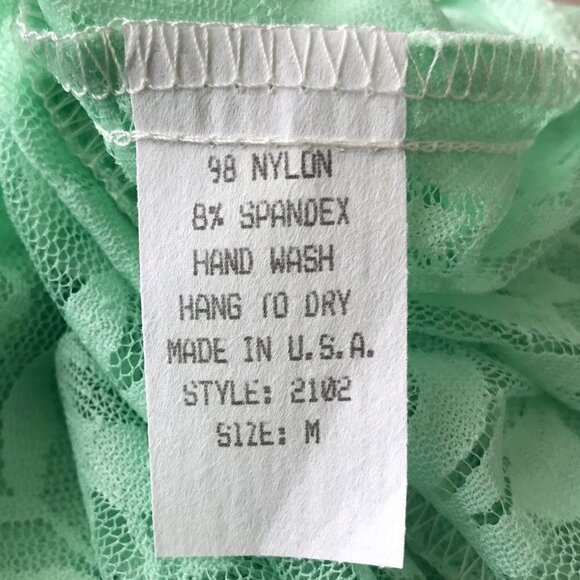 98 NYLON
8% SPANDEX
HAND WASH
HANG TO DRY
MADE IN U.S.A.
STYLE: 2102
SIZE: M